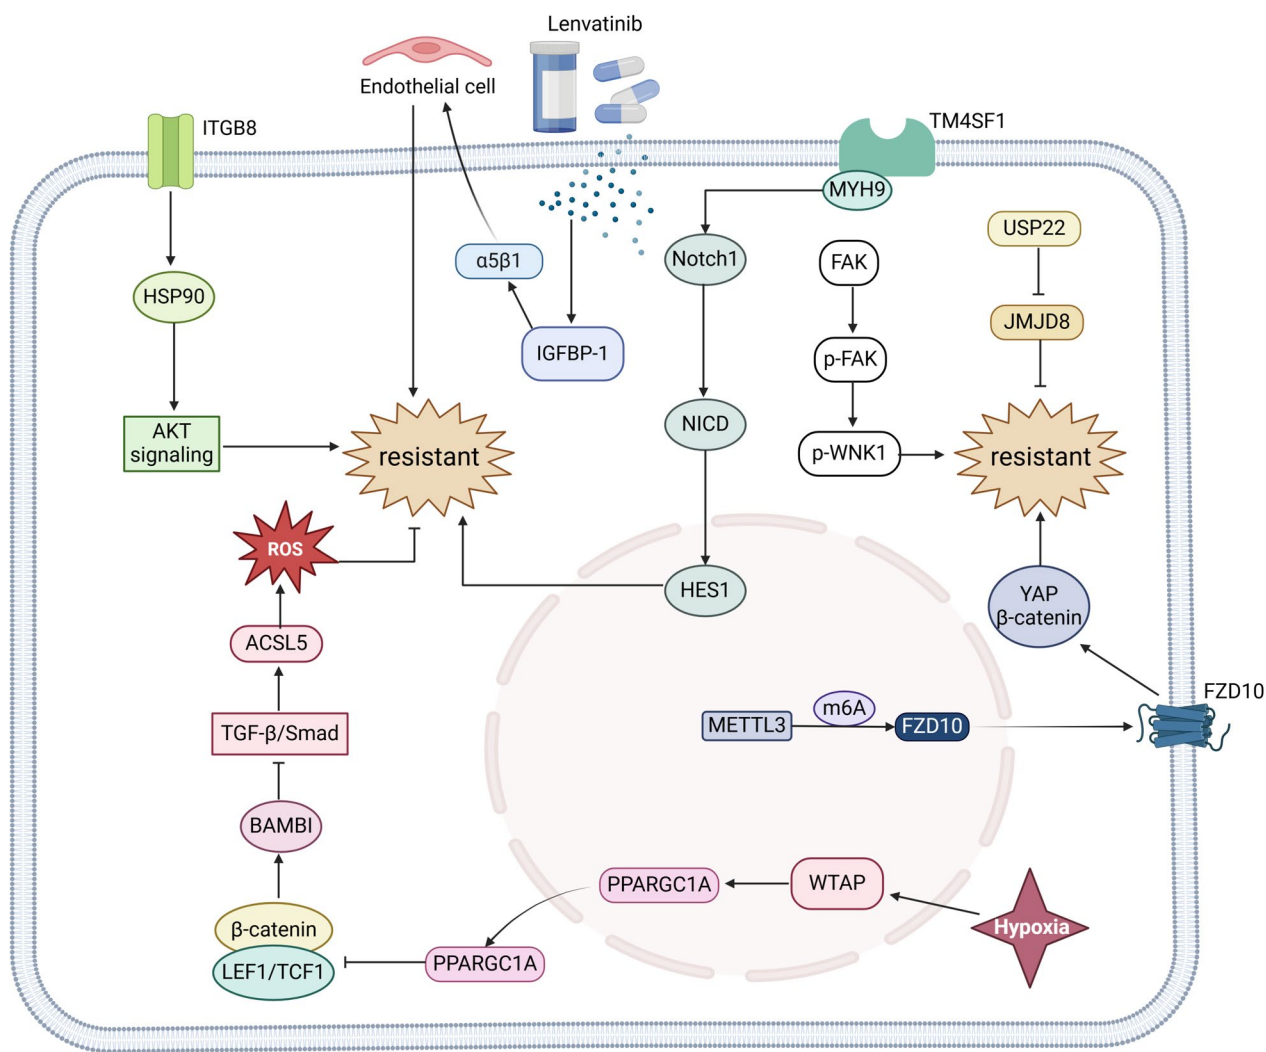 Lenvatinib
Endothelial cell
ITGB8
TM4SF1
MYH9
USP22
Notch1
FAK
α5β1
HSP90
JMJD8
IGFBP-1
p-FAK
NICD
AKT
signaling
resistant
p-WNK1
resistant
ROS
HES1
YAP
β-catenin
ACSL5
FZD10
m6A
METTL3
FZD10
TGF-β/Smad
BAMBI
PPARGC1A
WTAP
Hypoxia
β-catenin
LEF1/TCF1
PPARGC1A